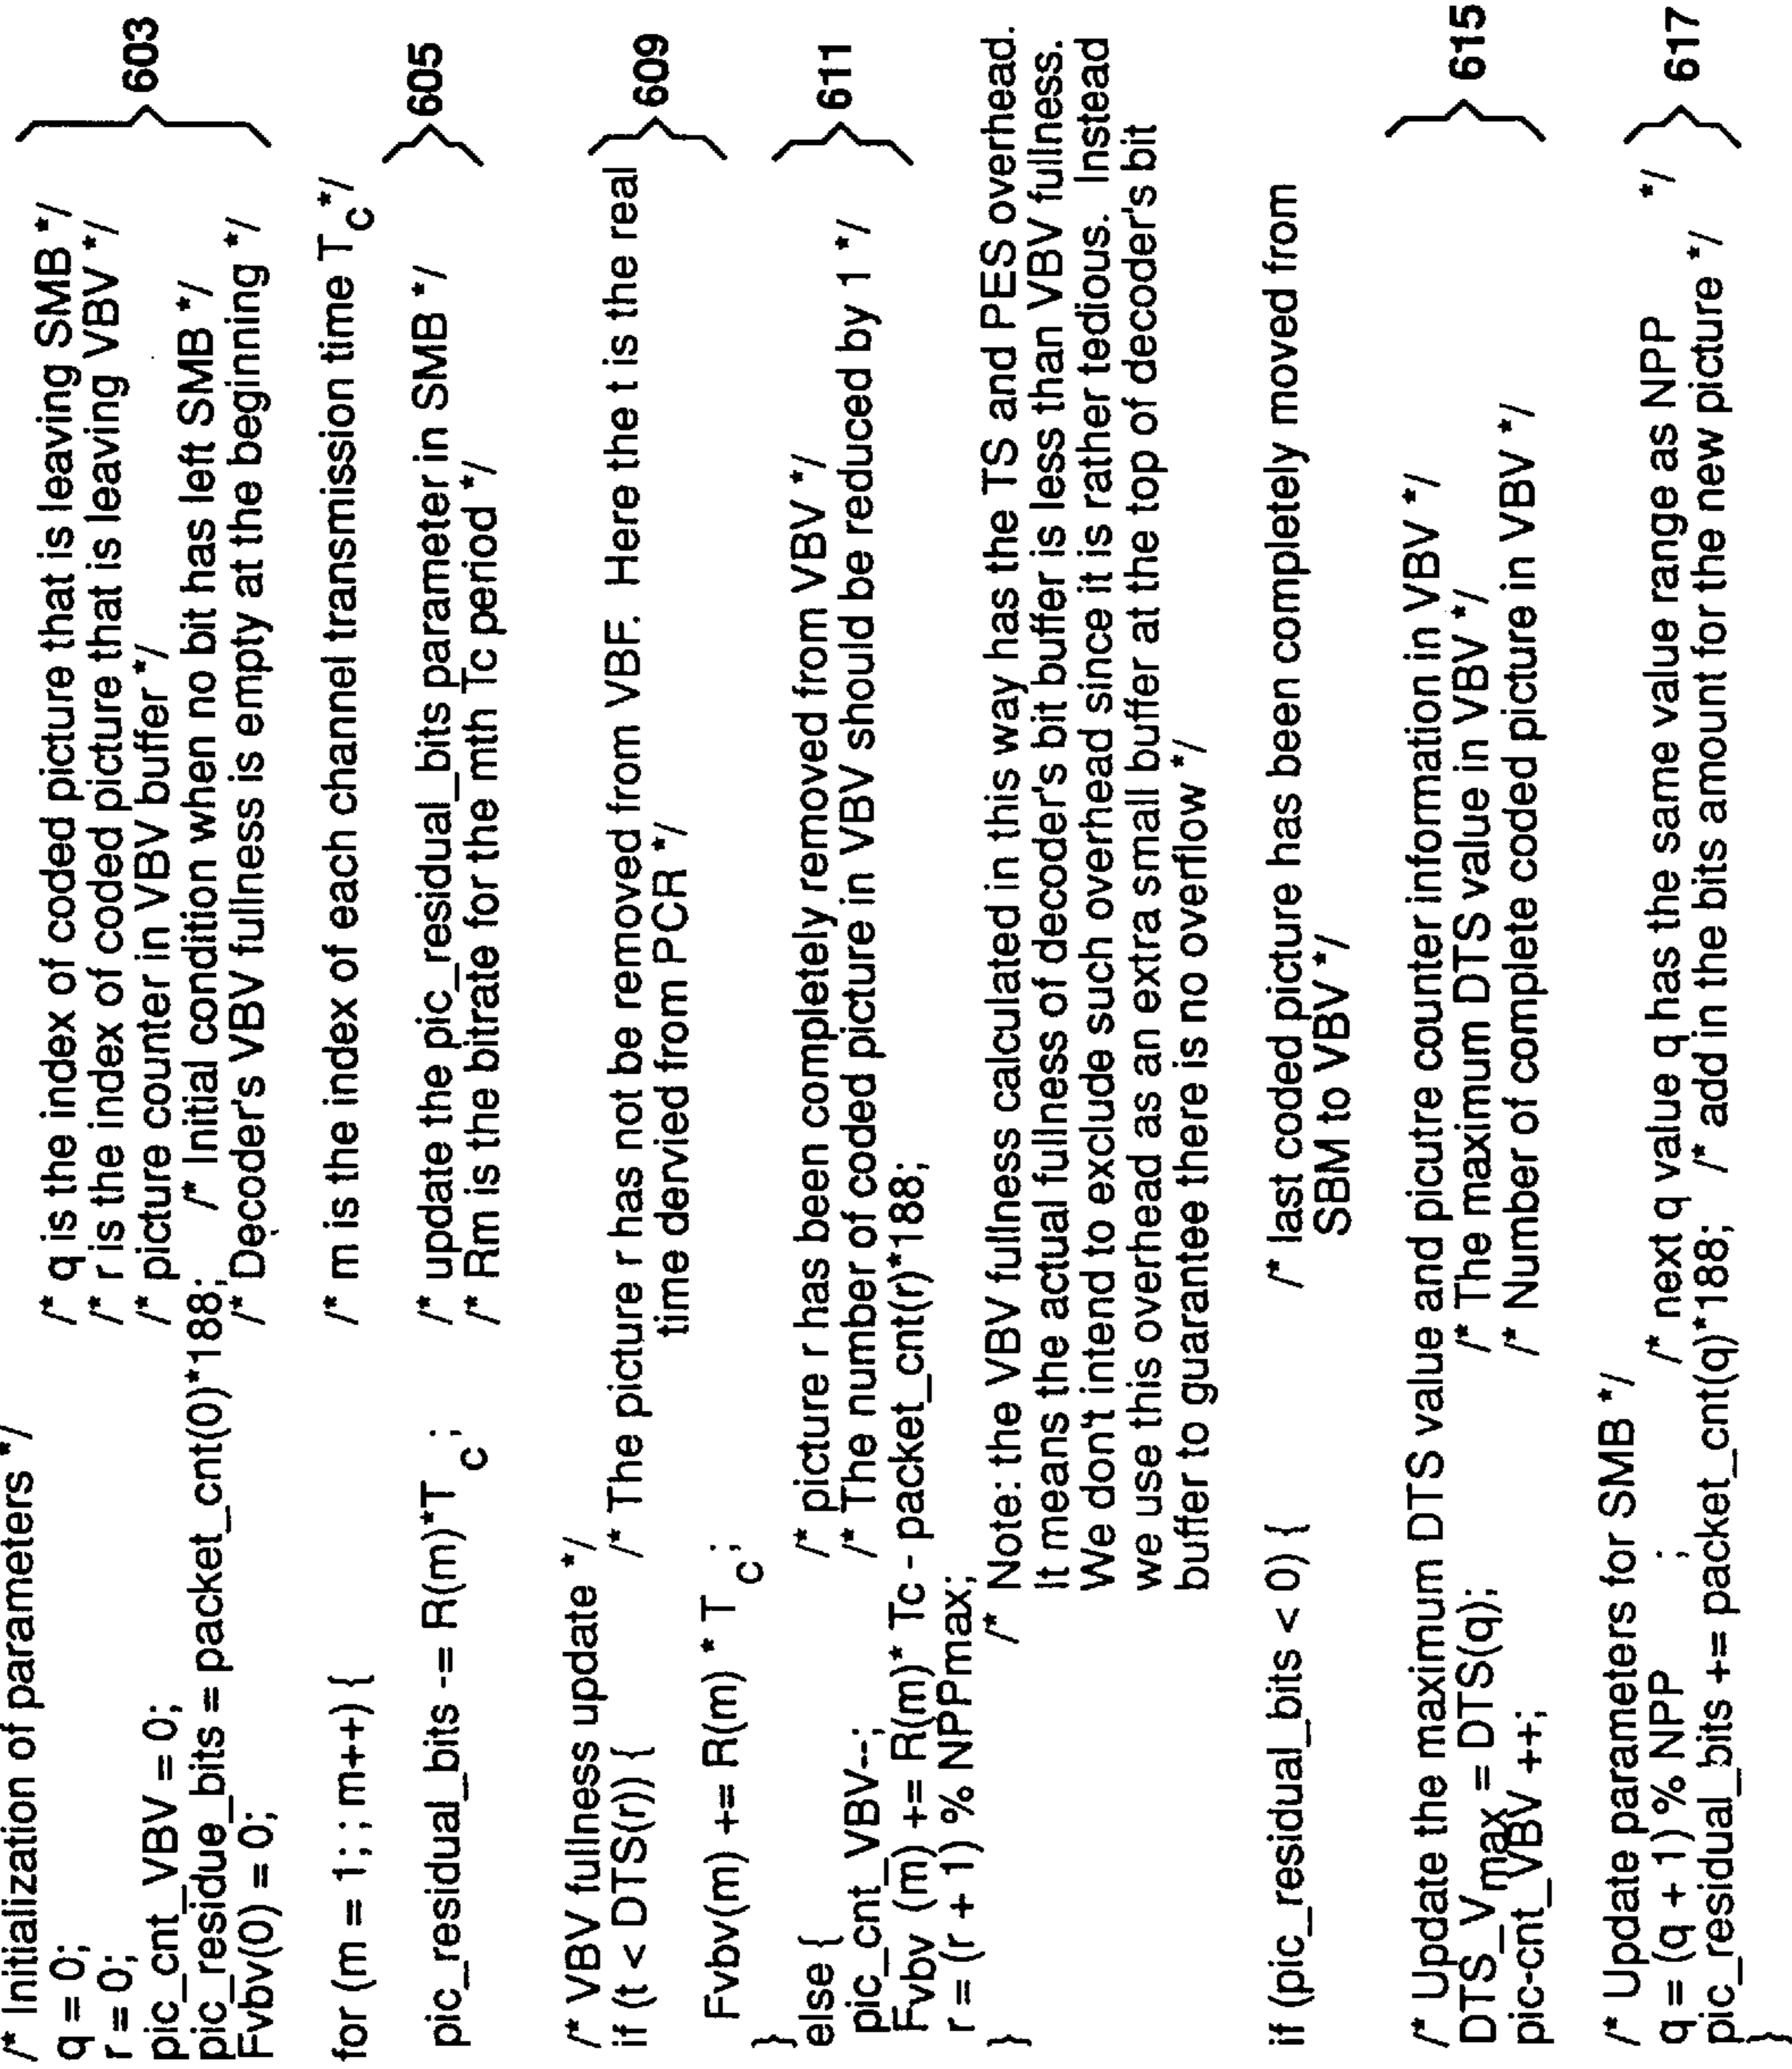 /* Initialization of parameters */
q = 0; /* q is the index of coded picture that is leaving SMB */
r = 0; /* r is the index of coded picture that is leaving VBV */
pic_cnt_VBV = 0; /* picture counter in VBV buffer */
pic_residue_bits = packet_cnt(0)*188; /* Initial condition when no bit has left SMB */
Fvbv(0) = 0; /* Decoder's VBV fullness is empty at the beginning */
603
for (m = 1; ; m++) { /* m is the index of each channel transmission time Tc */
pic_residual_bits -= R(m)*Tc; /* update the pic_residual_bits parameter in SMB */
/* Rm is the bitrate for the mth Tc period */
605
/* VBV fullness update */
if (t < DTS(r)) { /* The picture r has not be removed from VBF. Here the t is the real
time dervied from PCR */
609
Fvbv(m) += R(m) * Tc;
}
else { /* picture r has been completely removed from VBV */
pic_cnt_VBV--; /* The number of coded picture in VBV should be reduced by 1 */
611
Fvbv (m) += R(m)* Tc - packet_cnt(r)*188;
r = (r + 1) % NPPmax;
} /* Note: the VBV fullness calculated in this way has the TS and PES overhead.
It means the actual fullness of decoder's bit buffer is less than VBV fullness.
We don't intend to exclude such overhead since it is rather tedious. Instead
we use this overhead as an extra small buffer at the top of decoder's bit
buffer to guarantee there is no overflow */
if (pic_residual_bits < 0) { /* last coded picture has been completely moved from
SBM to VBV */
/* Update the maximum DTS value and picutre counter information in VBV */
DTS_Vmax = DTS(q); /* The maximum DTS value in VBV */
pic-cnt_VBV ++; /* Number of complete coded picture in VBV */
615
/* Update parameters for SMB */
q = (q + 1) % NPP ; /* next q value q has the same value range as NPP */
pic_residual_bits += packet_cnt(q)*188; /* add in the bits amount for the new picture */
617
}